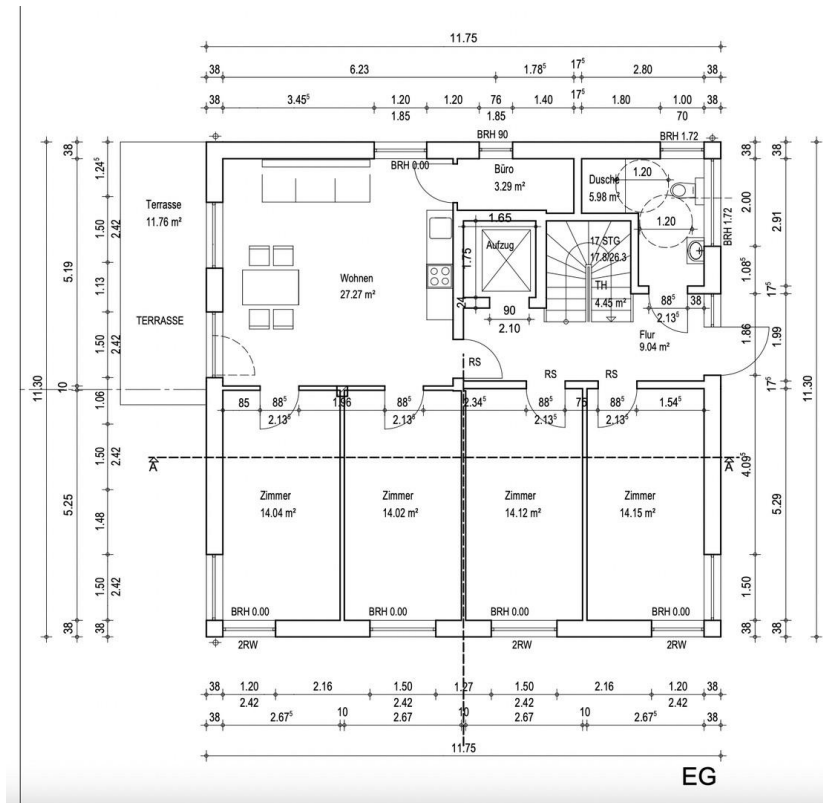 11.75
38 6.23 1.78⁵ 17⁵ 2.80 38
38 3.45⁵ 1.20 1.20 76 1.40 17⁵ 1.80 1.00 38
1.85 1.85 70
BRH 90 BRH 1.72
BRH 0.00
38 1.24⁵ 1.50 2.42 1.13 1.50 2.42 1.06 1.50 2.42 1.48 1.50 2.42 38
38 5.19 10 5.25 38
11.30
Terrasse
11.76 m²
TERRASSE
Büro
3.29 m²
Dusche
5.98 m²
1.20
1.20
BRH 1.72
1.65
Aufzug
1.75
24
90
2.10
17 STG
17.8/26.3
TH
4.45 m²
Wohnen
27.27 m²
88⁵ 38
2.13⁵
Flur
9.04 m²
RS
RS
RS
38 2.00 1.08⁵ 1.86 4.09⁵ 1.50 38
38 2.91 17⁵ 1.99 17⁵ 5.29 38
11.30
85 88⁵ 1.96 88⁵ 2.34⁵ 88⁵ 75 88⁵ 1.54⁵
2.13⁵ 2.13⁵ 2.13⁵ 2.13⁵
A A
Zimmer Zimmer Zimmer Zimmer
14.04 m² 14.02 m² 14.12 m² 14.15 m²
BRH 0.00 BRH 0.00 BRH 0.00 BRH 0.00
2RW 2RW 2RW
38 1.20 2.16 1.50 1.27 1.50 2.16 1.20 38
2.42 2.42 2.42 2.42
38 2.67⁵ 10 2.67 10 2.67 10 2.67⁵ 38
11.75
EG